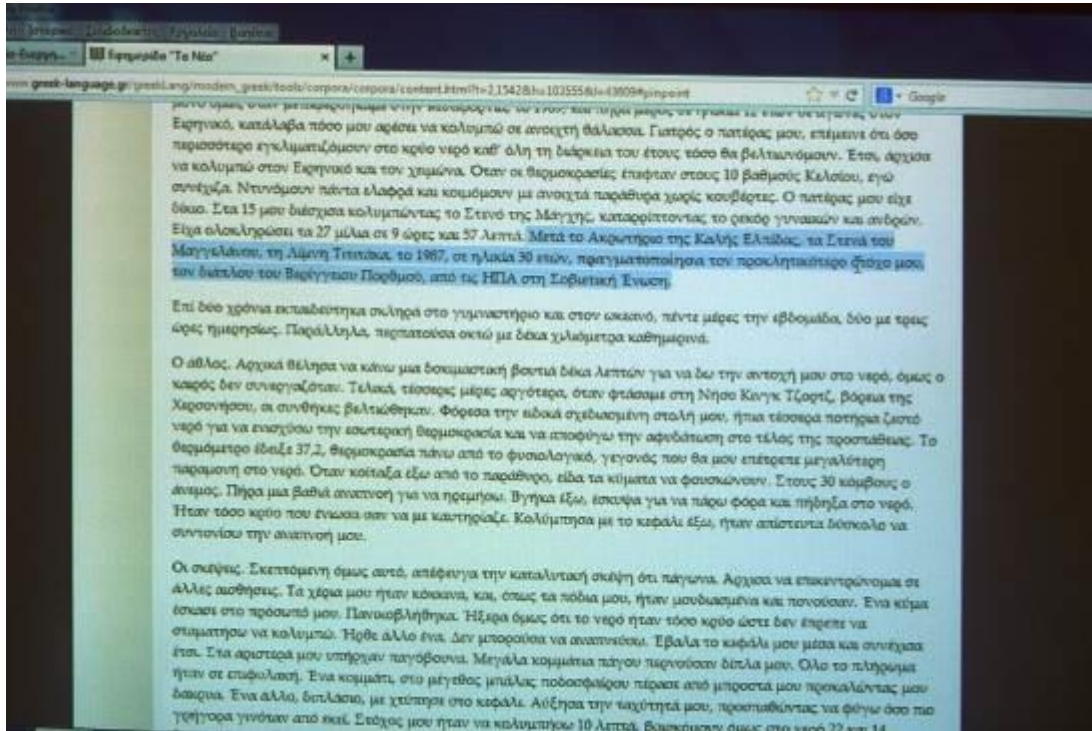 Εφημερίδα "Τα Νέα"
greek-language.gr/greekLang/modern_greek/tools/corpora/corpora/content.html
Google
Ειρηνικό, κατάλαβα πόσο μου αρέσει να κολυμπώ σε ανοιχτή θάλασσα. Γιατρός ο πατέρας μου, επέμεινε ότι όσο
περισσότερο εγκλιματιζόμουν στο κρύο νερό καθ' όλη τη διάρκεια του έτους τόσο θα βελτιωνόμουν. Έτσι, άρχισα
να κολυμπώ στον Ειρηνικό και τον χειμώνα. Όταν οι θερμοκρασίες έπεφταν στους 10 βαθμούς Κελσίου, εγώ
συνέχιζα. Ντυνόμουν πάντα ελαφρά και κοιμόμουν με ανοιχτά παράθυρα χωρίς κουβέρτες. Ο πατέρας μου είχε
δίκιο. Στα 15 μου διέσχισα κολυμπώντας το Στενό της Μάγχης, καταρρίπτοντας το ρεκόρ γυναικών και ανδρών.
Είχα ολοκληρώσει τα 27 μίλια σε 9 ώρες και 57 λεπτά. Μετά το Ακρωτήριο της Καλής Ελπίδας, τα Στενά του
Μαγγελάνου, τη Λίμνη Τιτικάκα, το 1987, σε ηλικία 30 ετών, πραγματοποίησα τον προκλητικότερο στόχο μου,
τον διάπλου του Βερίγγειου Πορθμού, από τις ΗΠΑ στη Σοβιετική Ένωση.
Επί δύο χρόνια εκπαιδεύτηκα σκληρά στο γυμναστήριο και στον ωκεανό, πέντε μέρες την εβδομάδα, δύο με τρεις
ώρες ημερησίως. Παράλληλα, περπατούσα οκτώ με δέκα χιλιόμετρα καθημερινά.
Ο άθλος. Αρχικά θέλησα να κάνω μια δοκιμαστική βουτιά δέκα λεπτών για να δω την αντοχή μου στο νερό, όμως ο
καιρός δεν συνεργαζόταν. Τελικά, τέσσερις μέρες αργότερα, όταν φτάσαμε στη Νήσο Κινγκ Τζορτζ, βόρεια της
Χερσονήσου, οι συνθήκες βελτιώθηκαν. Φόρεσα την ειδικά σχεδιασμένη στολή μου, ήπια τέσσερα ποτήρια ζεστό
νερό για να ενισχύσω την εσωτερική θερμοκρασία και να αποφύγω την αφυδάτωση στο τέλος της προσπάθειας. Το
θερμόμετρο έδειξε 37,2, θερμοκρασία πάνω από το φυσιολογικό, γεγονός που θα μου επέτρεπε μεγαλύτερη
παραμονή στο νερό. Όταν κοίταξα έξω από το παράθυρο, είδα τα κύματα να φουσκώνουν. Στους 30 κόμβους ο
άνεμος. Πήρα μια βαθιά αναπνοή για να ηρεμήσω. Βγήκα έξω, έσκυψα για να πάρω φόρα και πήδηξα στο νερό.
Ήταν τόσο κρύο που ένιωσα σαν να με καυτηρίαζε. Κολύμπησα με το κεφάλι έξω, ήταν απίστευτα δύσκολο να
συντονίσω την αναπνοή μου.
Οι σκέψεις. Σκεπτόμενη όμως αυτό, απέφευγα την καταλυτική σκέψη ότι πάγωνα. Άρχισα να επικεντρώνομαι σε
άλλες αισθήσεις. Τα χέρια μου ήταν κόκκινα, και, όπως τα πόδια μου, ήταν μουδιασμένα και πονούσαν. Ένα κύμα
έσκασε στο πρόσωπό μου. Πανικοβλήθηκα. Ήξερα όμως ότι το νερό ήταν τόσο κρύο ώστε δεν έπρεπε να
σταματήσω να κολυμπώ. Ήρθε άλλο ένα. Δεν μπορούσα να αναπνεύσω. Έβαλα το κεφάλι μου μέσα και συνέχισα
έτσι. Στα αριστερά μου υπήρχαν παγόβουνα. Μεγάλα κομμάτια πάγου περνούσαν δίπλα μου. Όλο το πλήρωμα
ήταν σε επιφυλακή. Ένα κομμάτι, στο μέγεθος μπάλας ποδοσφαίρου πέρασε από μπροστά μου προκαλώντας μου
δάκρυα. Ένα άλλο, διπλάσιο, με χτύπησε στο κεφάλι. Αύξησα την ταχύτητά μου, προσπαθώντας να φύγω όσο πιο
γρήγορα γινόταν από εκεί. Στόχος μου ήταν να κολυμπήσω 10 λεπτά, βρισκόμουν όμως στο νερό 22 και 14